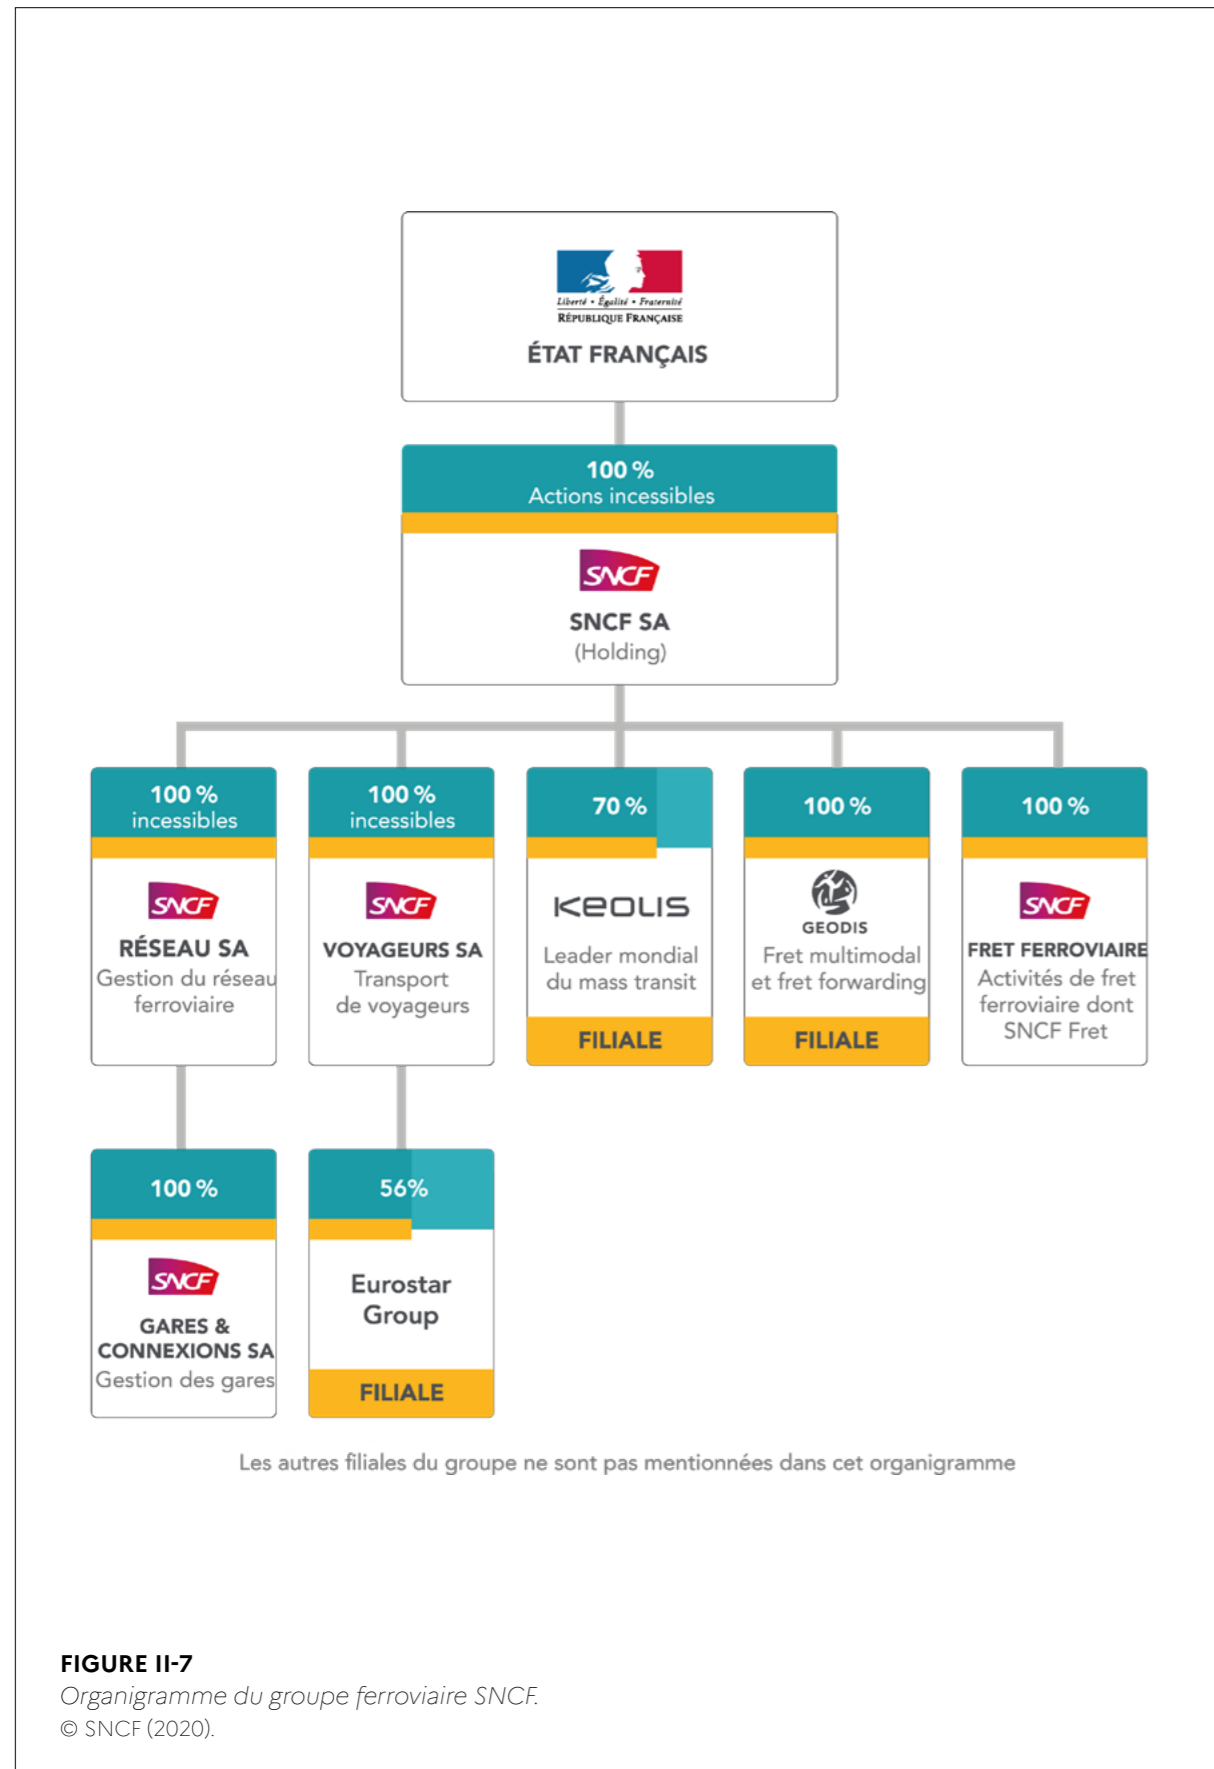 Liberté • Égalité • Fraternité
RÉPUBLIQUE FRANÇAISE
ÉTAT FRANÇAIS
100 %
Actions incessibles
SNCF
SNCF SA
(Holding)
100 %
incessibles
SNCF
RÉSEAU SA
Gestion du réseau
ferroviaire
100 %
incessibles
SNCF
VOYAGEURS SA
Transport
de voyageurs
70 %
KEOLIS
Leader mondial
du mass transit
FILIALE
100 %
GEODIS
Fret multimodal
et fret forwarding
FILIALE
100 %
SNCF
FRET FERROVIAIRE
Activités de fret
ferroviaire dont
SNCF Fret
100 %
SNCF
GARES &
CONNEXIONS SA
Gestion des gares
56%
Eurostar
Group
FILIALE
Les autres filiales du groupe ne sont pas mentionnées dans cet organigramme
FIGURE II-7
Organigramme du groupe ferroviaire SNCF.
© SNCF (2020).